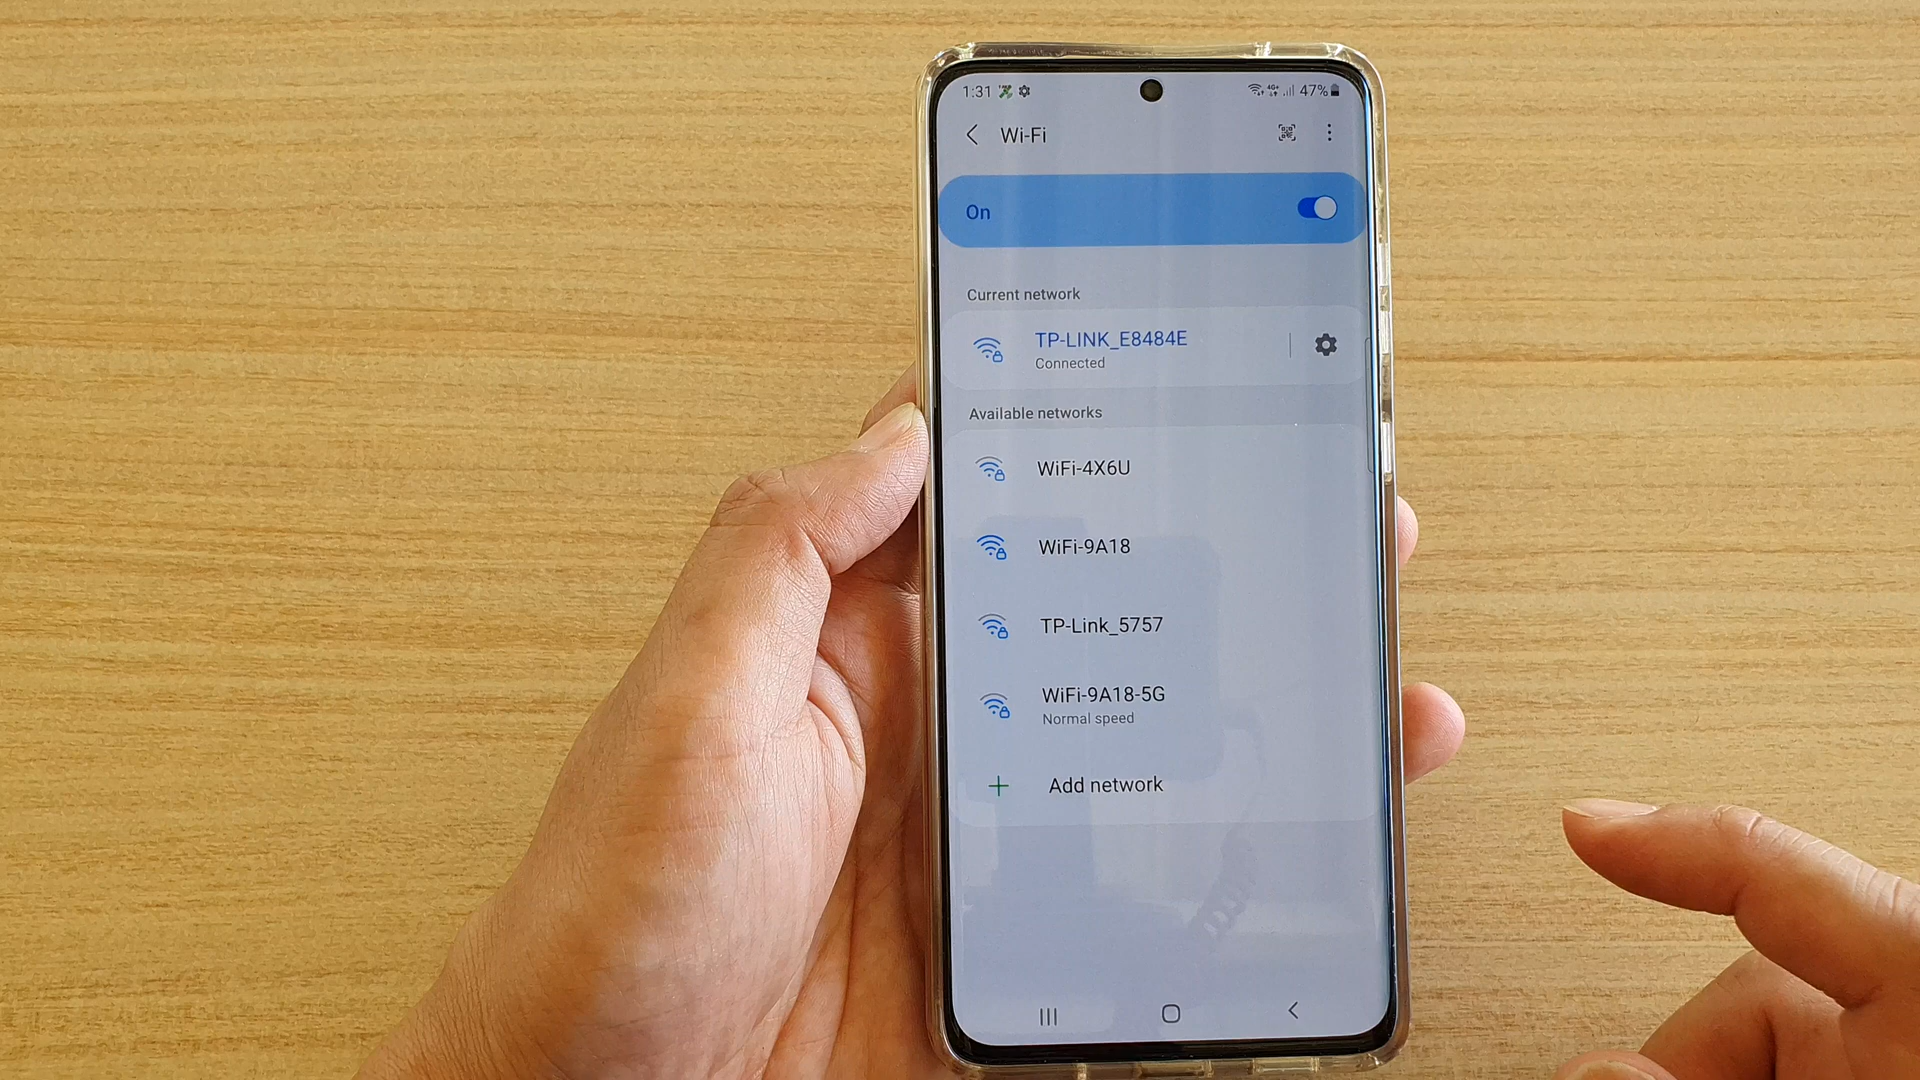 1:31 4G+ 47%
Wi-Fi
On
Current network
TP-LINK_E8484E
Connected
Available networks
WiFi-4X6U
WiFi-9A18
TP-Link_5757
WiFi-9A18-5G
Normal speed
Add network